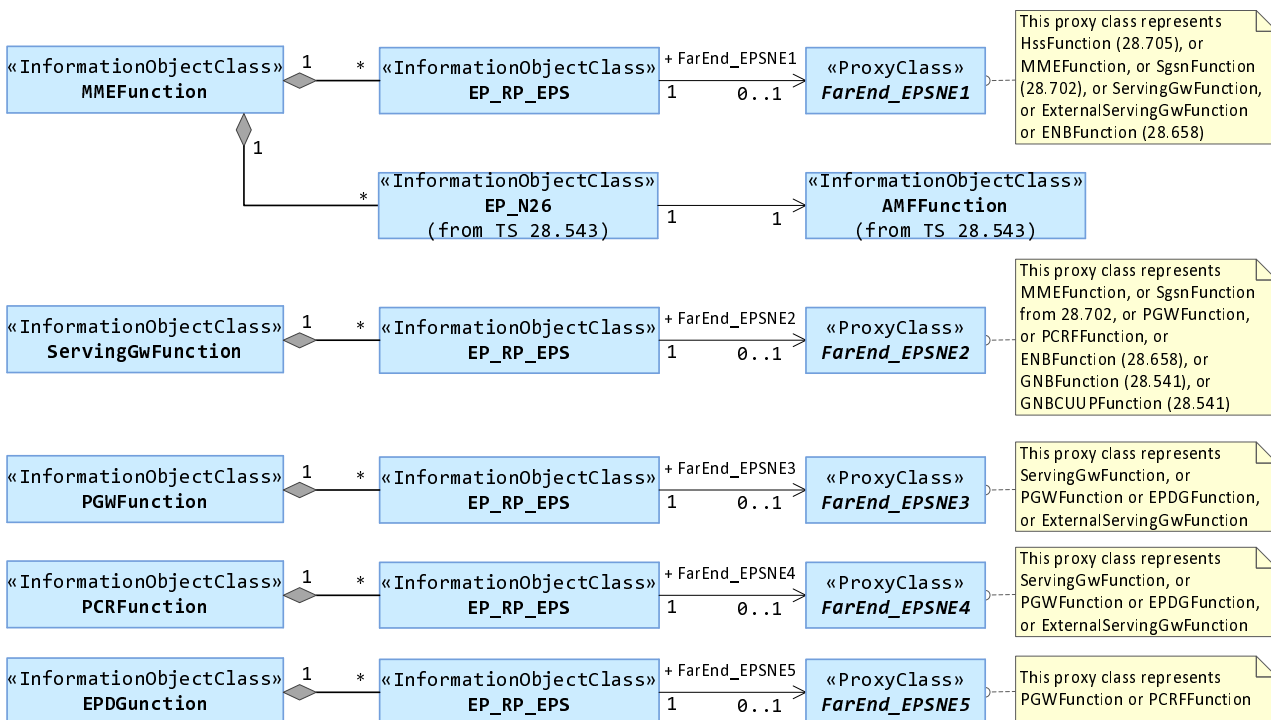 «InformationObjectClass»
MMEFunction
1
*
«InformationObjectClass»
EP_RP_EPS
+ FarEnd_EPSNE1
1
0..1
«ProxyClass»
FarEnd_EPSNE1
This proxy class represents
HssFunction (28.705), or
MMEFunction, or SgsnFunction
(28.702), or ServingGwFunction,
or ExternalServingGwFunction
or ENBFunction (28.658)
1
*
«InformationObjectClass»
EP_N26
(from TS 28.543)
1
1
«InformationObjectClass»
AMFFunction
(from TS 28.543)
«InformationObjectClass»
ServingGwFunction
1
*
«InformationObjectClass»
EP_RP_EPS
+ FarEnd_EPSNE2
1
0..1
«ProxyClass»
FarEnd_EPSNE2
This proxy class represents
MMEFunction, or SgsnFunction
from 28.702, or PGWFunction,
or PCRFFunction, or
ENBFunction (28.658), or
GNBFunction (28.541), or
GNBCUUPFunction (28.541)
«InformationObjectClass»
PGWFunction
1
*
«InformationObjectClass»
EP_RP_EPS
+ FarEnd_EPSNE3
1
0..1
«ProxyClass»
FarEnd_EPSNE3
This proxy class represents
ServingGwFunction, or
PGWFunction or EPDGFunction,
or ExternalServingGwFunction
«InformationObjectClass»
PCRFunction
1
*
«InformationObjectClass»
EP_RP_EPS
+ FarEnd_EPSNE4
1
0..1
«ProxyClass»
FarEnd_EPSNE4
This proxy class represents
ServingGwFunction, or
PGWFunction or EPDGFunction,
or ExternalServingGwFunction
«InformationObjectClass»
EPDGunction
1
*
«InformationObjectClass»
EP_RP_EPS
+ FarEnd_EPSNE5
1
0..1
«ProxyClass»
FarEnd_EPSNE5
This proxy class represents
PGWFunction or PCRFFunction